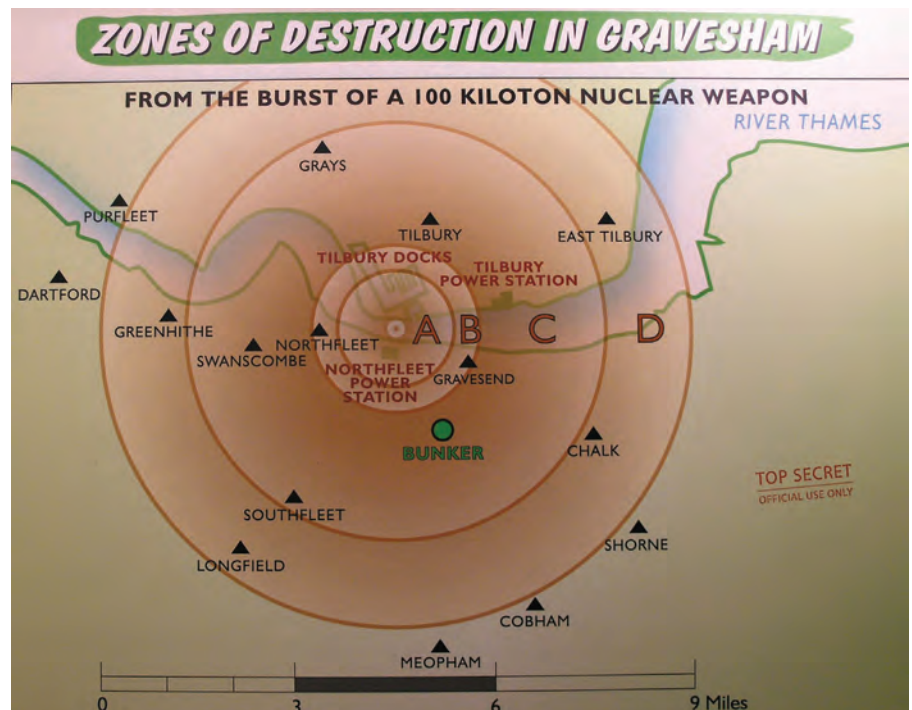 ZONES OF DESTRUCTION IN GRAVESHAM
FROM THE BURST OF A 100 KILOTON NUCLEAR WEAPON
RIVER THAMES
GRAYS
PURFLEET
TILBURY
EAST TILBURY
TILBURY DOCKS
TILBURY
POWER STATION
DARTFORD
GREENHITHE
SWANSCOMBE
NORTHFLEET
A
B
C
D
NORTHFLEET
POWER
STATION
GRAVESEND
BUNKER
CHALK
TOP SECRET
OFFICIAL USE ONLY
SOUTHFLEET
SHORNE
LONGFIELD
COBHAM
MEOPHAM
0
3
6
9 Miles